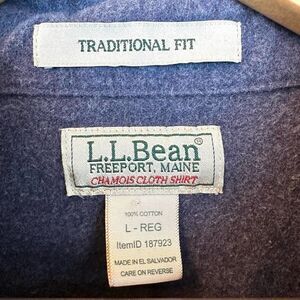 TRADITIONAL FIT
L.L.Bean®
FREEPORT, MAINE
CHAMOIS CLOTH SHIRT
100% COTTON
L - REG
ItemID 187923
MADE IN EL SALVADOR
CARE ON REVERSE